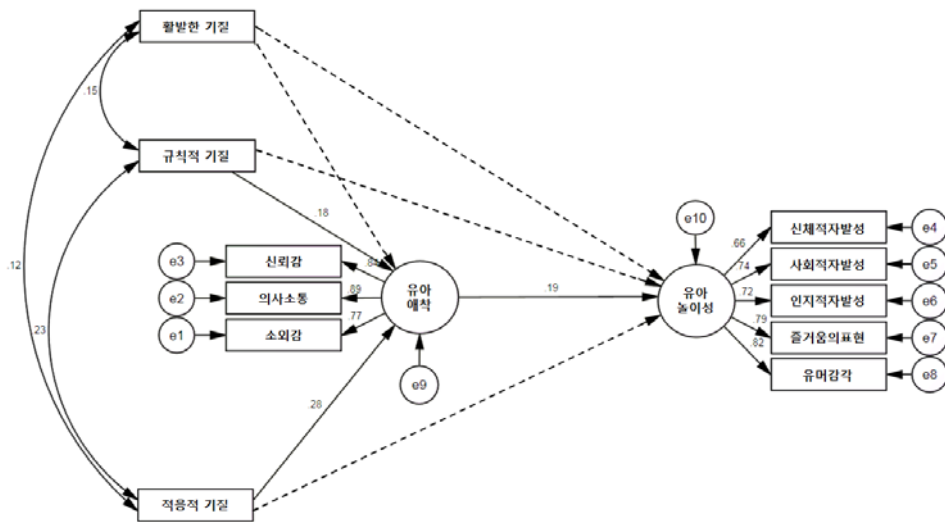 활발한 기질
.15
규칙적 기질
.18
e10
e4
신체적자발성
.66
e3
신뢰감
e5
사회적자발성
.74
.12
e2
의사소통
.89
유아
애착
.19
유아
놀이성
.72
인지적자발성
e6
.23
e1
소외감
.77
.79
즐거움의표현
e7
e9
.82
유머감각
e8
.28
적응적 기질